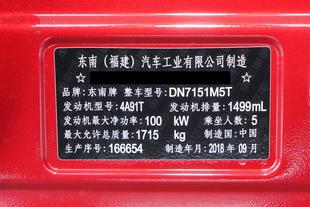 东南（福建）汽车工业有限公司制造
品牌：东南牌 整车型号：DN7151M5T
发动机型号：4A91T 发动机排量：1499mL
发动机最大净功率：100 kW 乘坐人数：5
最大允许总质量：1715 kg 制造国：中国
生产序号：166654 制造年月：2018 年 09 月